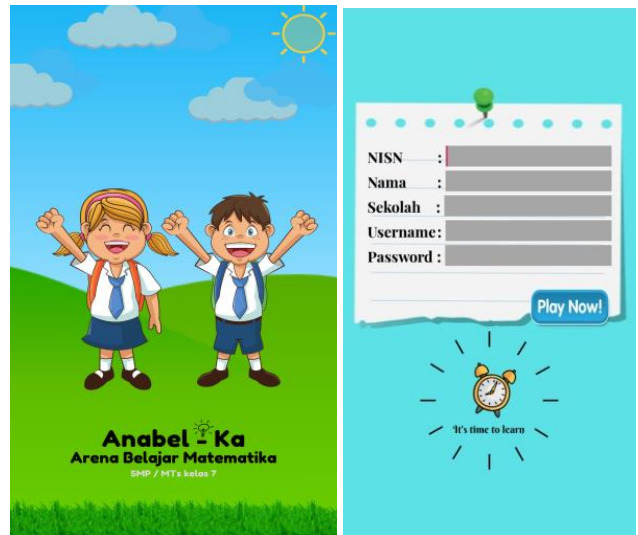 Anabel - Ka
Arena Belajar Matematika
SMP / MTs kelas 7
NISN :
Nama :
Sekolah :
Username :
Password :
Play Now!
It's time to learn